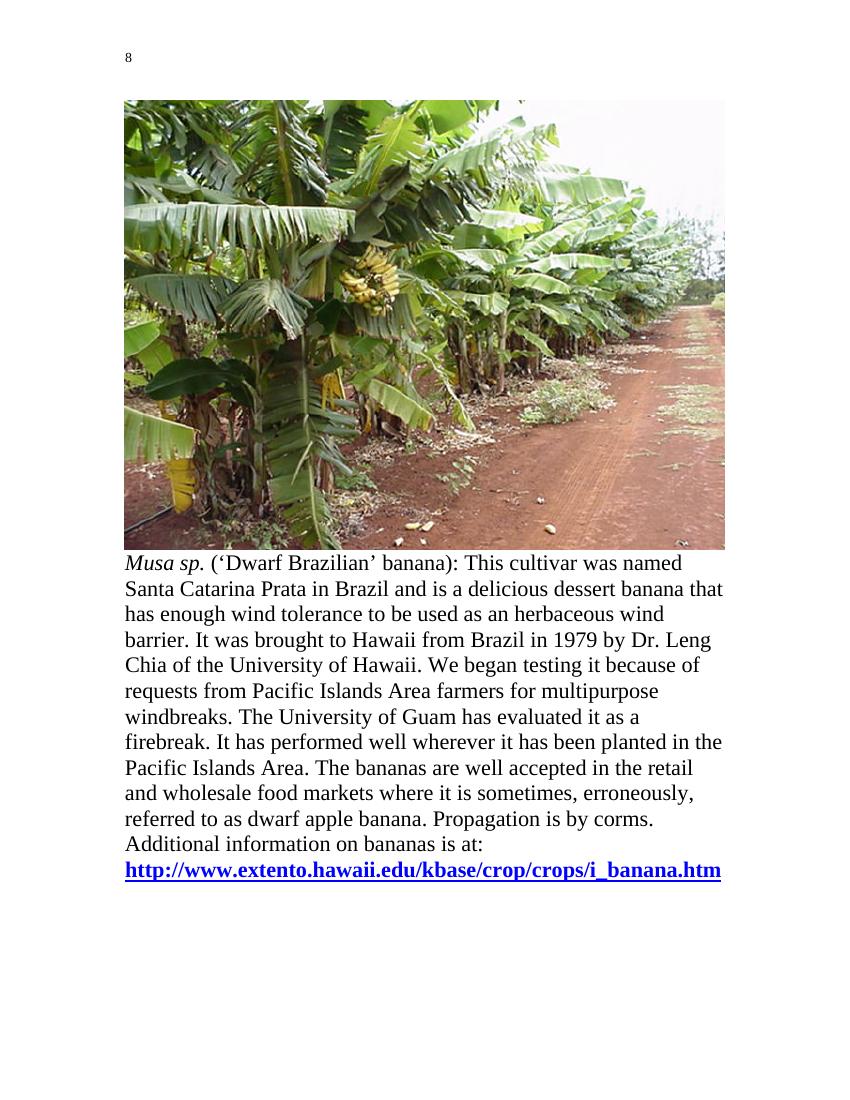 8
Musa sp. (‘Dwarf Brazilian’ banana): This cultivar was named
Santa Catarina Prata in Brazil and is a delicious dessert banana that
has enough wind tolerance to be used as an herbaceous wind
barrier. It was brought to Hawaii from Brazil in 1979 by Dr. Leng
Chia of the University of Hawaii. We began testing it because of
requests from Pacific Islands Area farmers for multipurpose
windbreaks. The University of Guam has evaluated it as a
firebreak. It has performed well wherever it has been planted in the
Pacific Islands Area. The bananas are well accepted in the retail
and wholesale food markets where it is sometimes, erroneously,
referred to as dwarf apple banana. Propagation is by corms.
Additional information on bananas is at:
http://www.extento.hawaii.edu/kbase/crop/crops/i_banana.htm